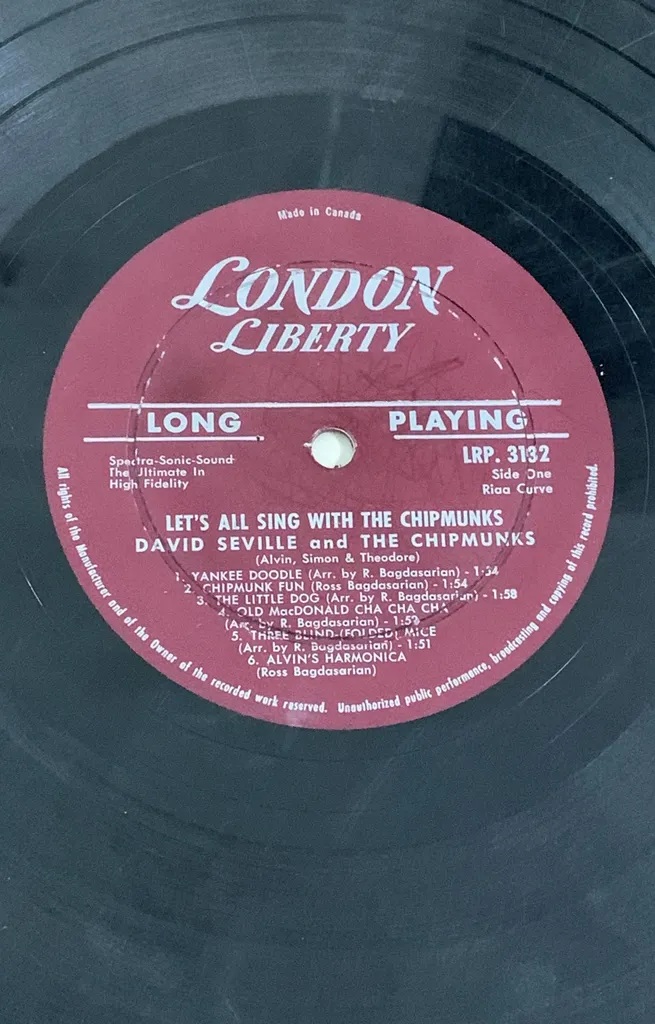 Made in Canada
LONDON
LIBERTY
LONG PLAYING
Spectra-Sonic-Sound
The Ultimate In
High Fidelity
LRP. 3132
Side One
Riaa Curve
LET'S ALL SING WITH THE CHIPMUNKS
DAVID SEVILLE and THE CHIPMUNKS
(Alvin, Simon & Theodore)
1. YANKEE DOODLE (Arr. by R. Bagdasarian) - 1:34
2. CHIPMUNK FUN (Ross Bagdasarian) - 1:54
3. THE LITTLE DOG (Arr. by R. Bagdasarian) - 1:58
4. OLD MacDONALD CHA CHA CHA
(Arr. by R. Bagdasarian) - 1:52
5. THREE BLIND-(FOLDED) MICE
(Arr. by R. Bagdasarian) - 1:51
6. ALVIN'S HARMONICA
(Ross Bagdasarian)
All rights of the Manufacturer and of the Owner of the recorded work reserved. Unauthorized public performance, broadcasting and copying of this record prohibited.